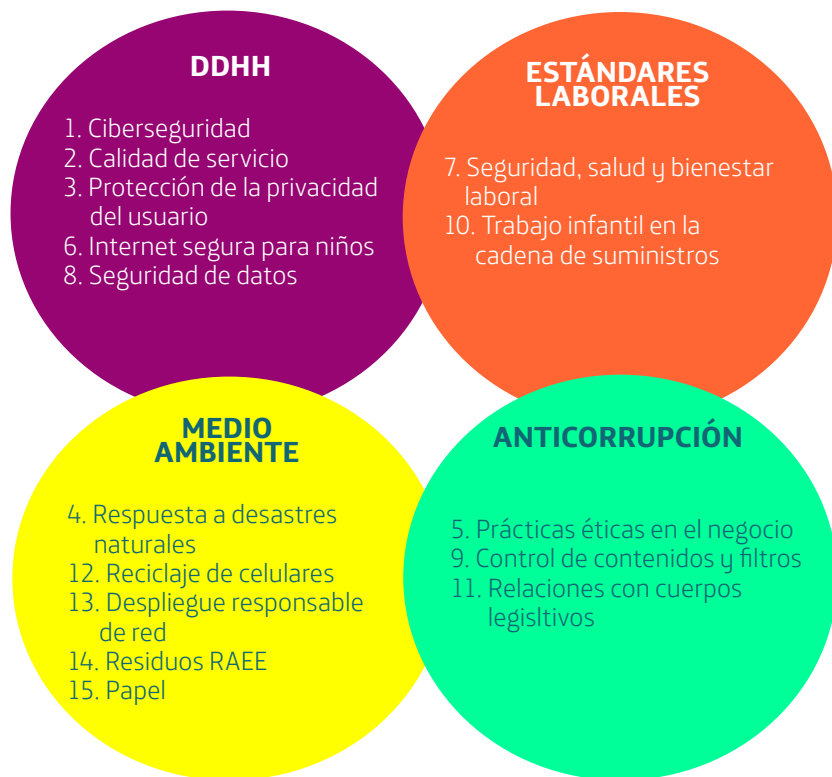 DDHH
1. Ciberseguridad
2. Calidad de servicio
3. Protección de la privacidad
del usuario
6. Internet segura para niños
8. Seguridad de datos
ESTÁNDARES
LABORALES
7. Seguridad, salud y bienestar
laboral
10. Trabajo infantil en la
cadena de suministros
MEDIO
AMBIENTE
4. Respuesta a desastres
naturales
12. Reciclaje de celulares
13. Despliegue responsable
de red
14. Residuos RAEE
15. Papel
ANTICORRUPCIÓN
5. Prácticas éticas en el negocio
9. Control de contenidos y filtros
11. Relaciones con cuerpos
legisltivos